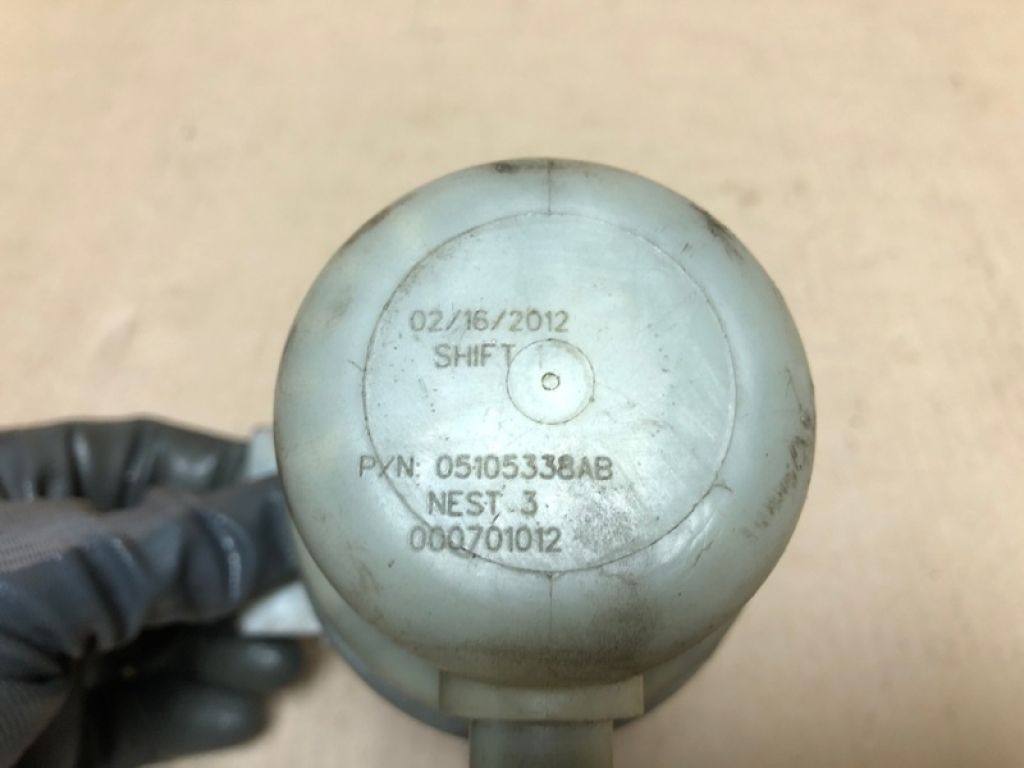 02/16/2012
SHIFT 1
P/N: 05105338AB
NEST 3
000701012